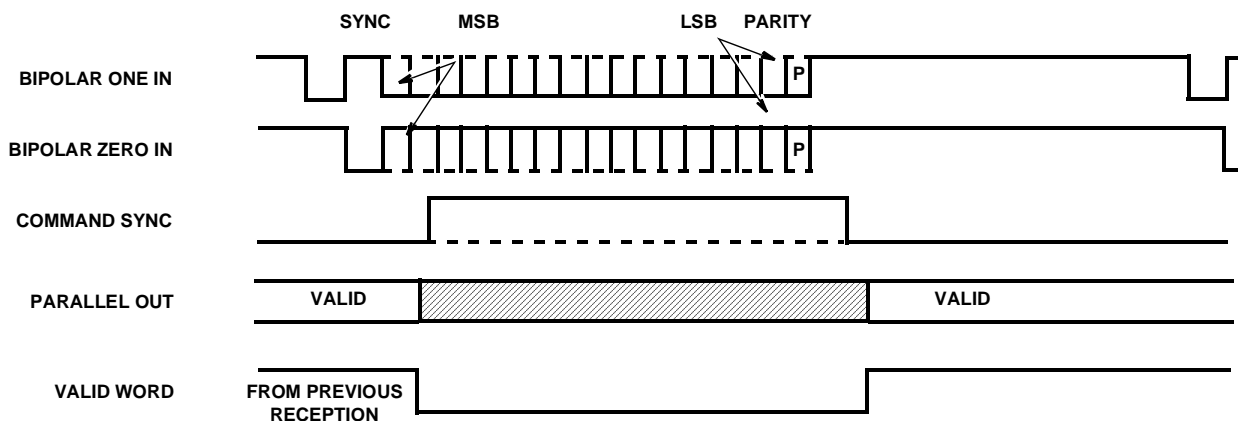 SYNC MSB LSB PARITY
BIPOLAR ONE IN P
BIPOLAR ZERO IN P
COMMAND SYNC
PARALLEL OUT VALID VALID
VALID WORD FROM PREVIOUS
RECEPTION